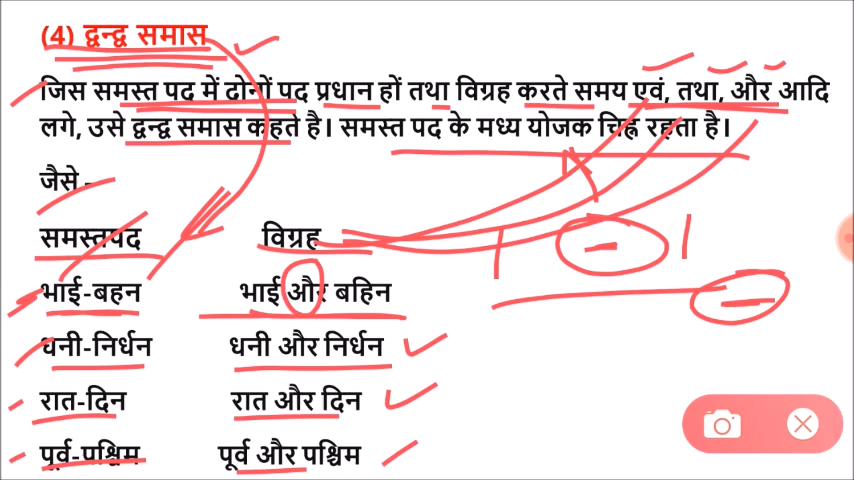 (4) द्वन्द्व समास
जिस समस्त पद में दोनों पद प्रधान हों तथा विग्रह करते समय एवं, तथा, और आदि
लगे, उसे द्वन्द्व समास कहते है। समस्त पद के मध्य योजक चिह्न रहता है।
जैसे -
समस्तपद विग्रह
भाई-बहन भाई और बहिन
धनी-निर्धन धनी और निर्धन
रात-दिन रात और दिन
पूर्व-पश्चिम पूर्व और पश्चिम